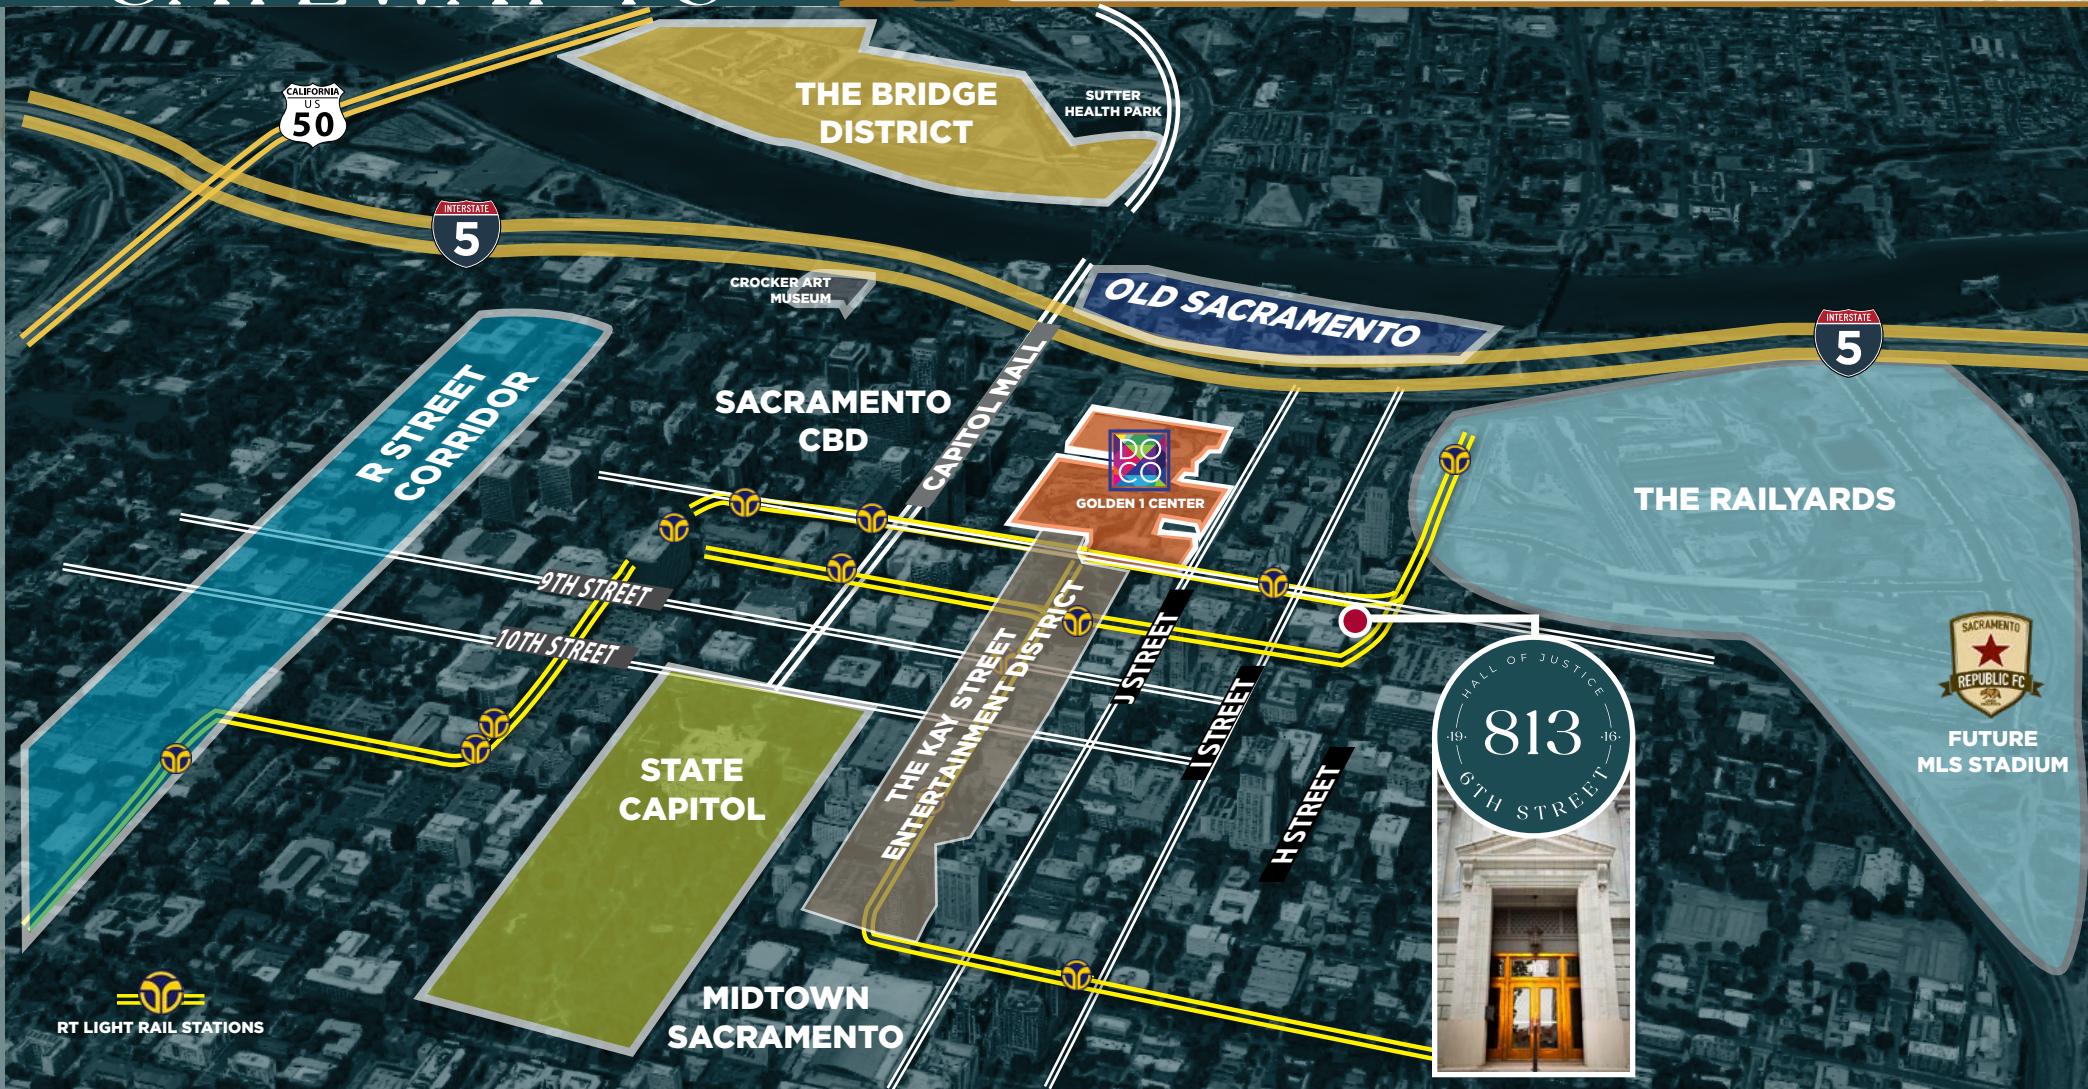 CALIFORNIA
US
50
THE BRIDGE
DISTRICT
SUTTER
HEALTH PARK
INTERSTATE
5
CROCKER ART
MUSEUM
OLD SACRAMENTO
INTERSTATE
5
R STREET
CORRIDOR
SACRAMENTO
CBD
CAPITOL MALL
DO
CO
GOLDEN 1 CENTER
THE RAILYARDS
9TH STREET
10TH STREET
THE KAY STREET
ENTERTAINMENT DISTRICT
J STREET
I STREET
H STREET
SACRAMENTO
REPUBLIC FC
FUTURE
MLS STADIUM
HALL OF JUSTICE
·19· 813 ·16·
6TH STREET
STATE
CAPITOL
MIDTOWN
SACRAMENTO
RT LIGHT RAIL STATIONS